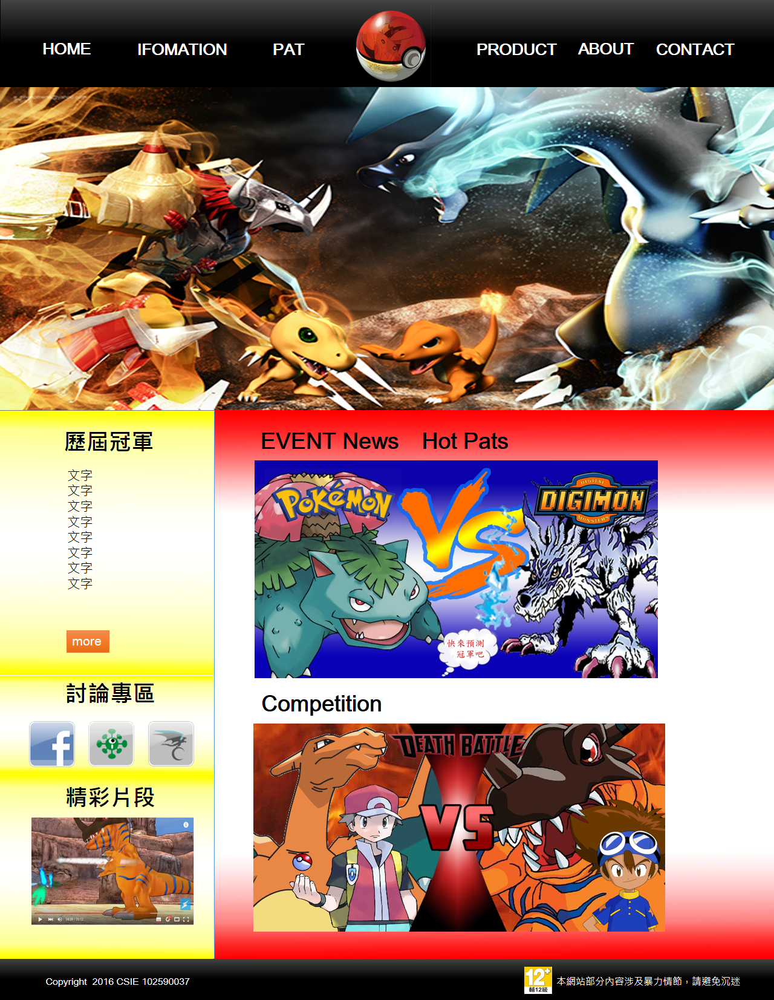 HOME
IFOMATION
PAT
PRODUCT
ABOUT
CONTACT
歷屆冠軍
文字
文字
文字
文字
文字
文字
文字
文字
more
討論專區
精彩片段
14:59 / 20:12
EVENT News
Hot Pats
POKéMON
VS
DIGITAL
DIGIMON
MONSTERS
快來預測
冠軍吧
Competition
DEATH BATTLE
VS
Copyright 2016 CSIE 102590037
12+
輔12級
本網站部分內容涉及暴力情節，請避免沉迷